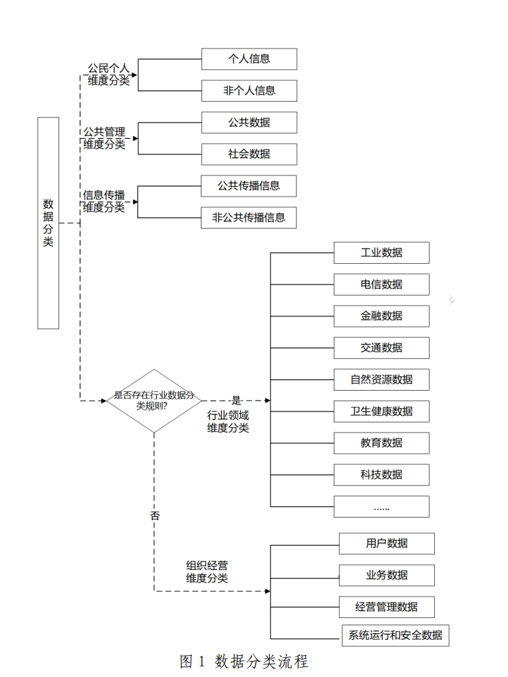 公民个人
维度分类
个人信息
非个人信息
公共管理
维度分类
公共数据
社会数据
信息传播
维度分类
公共传播信息
非公共传播信息
数
据
分
类
是否存在行业数据分
类规则?
是
行业领域
维度分类
工业数据
电信数据
金融数据
交通数据
自然资源数据
卫生健康数据
教育数据
科技数据
……
否
组织经营
维度分类
用户数据
业务数据
经营管理数据
系统运行和安全数据
图 1 数据分类流程